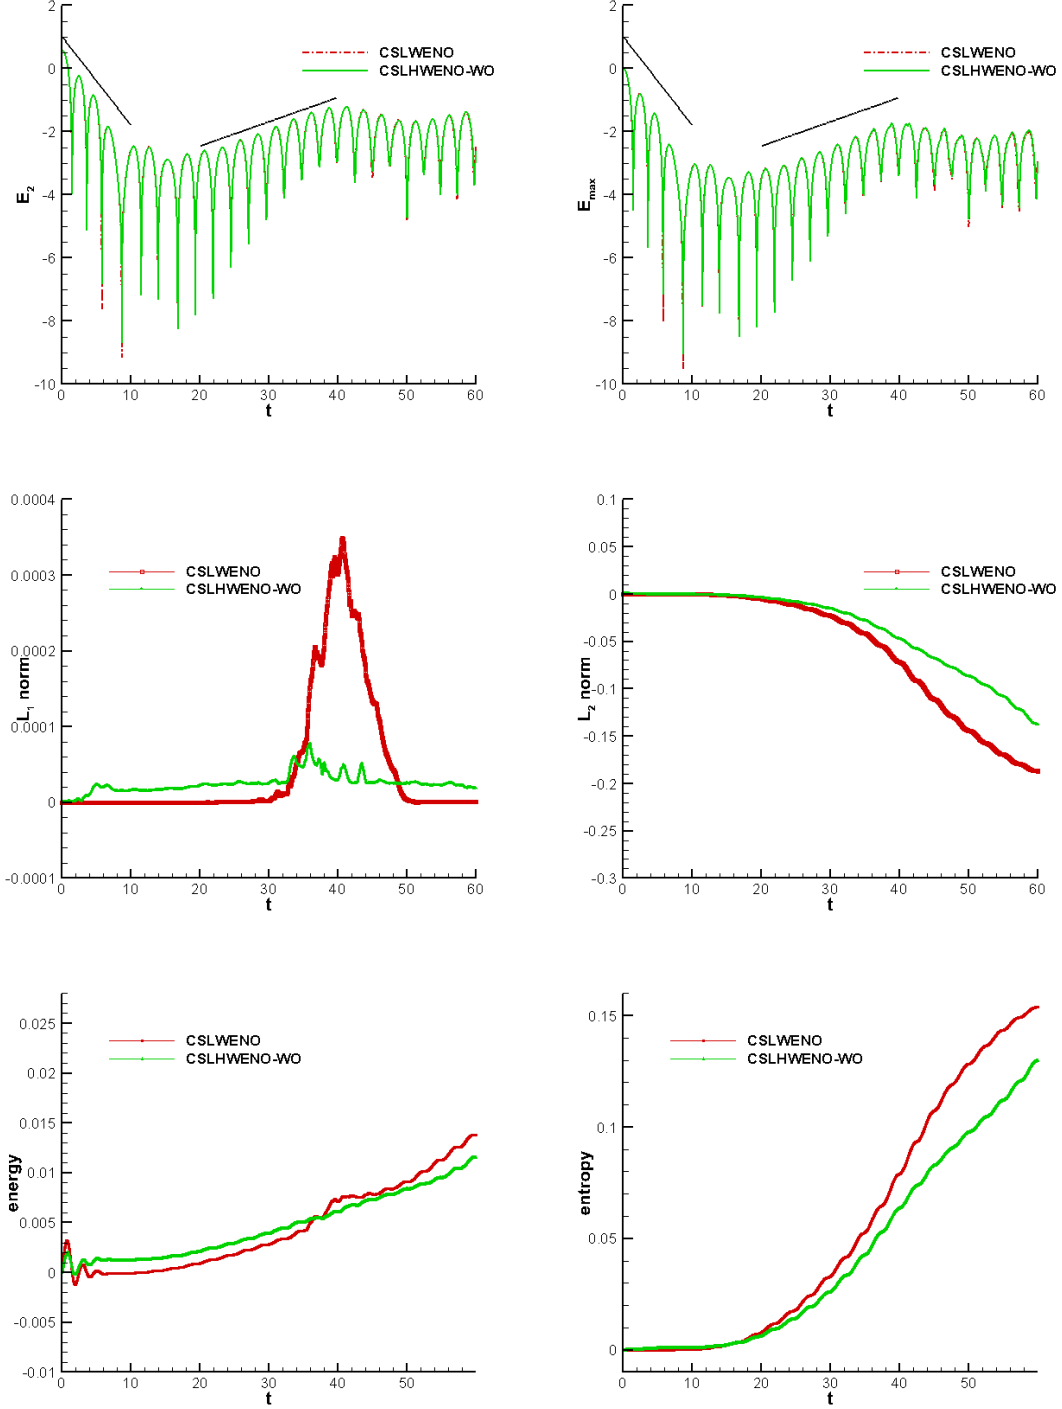 2
0
-2
-4
-6
-8
-10
E2
0 10 20 30 40 50 60
t
CSLWENO
CSLHWENO-WO
2
0
-2
-4
-6
-8
-10
Emax
0 10 20 30 40 50 60
t
CSLWENO
CSLHWENO-WO
0.0004
0.0003
0.0002
0.0001
0
-0.0001
L1 norm
0 10 20 30 40 50 60
t
CSLWENO
CSLHWENO-WO
0.1
0.05
0
-0.05
-0.1
-0.15
-0.2
-0.25
-0.3
L2 norm
0 10 20 30 40 50 60
t
CSLWENO
CSLHWENO-WO
0.025
0.02
0.015
0.01
0.005
0
-0.005
-0.01
energy
0 10 20 30 40 50
t
CSLWENO
CSLHWENO-WO
0.15
0.1
0.05
0
entropy
0 10 20 30 40 50
t
CSLWENO
CSLHWENO-WO